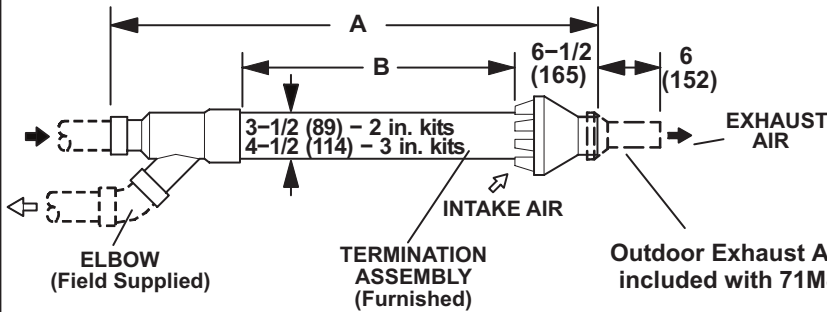 A
B
6−1/2
(165)
6
(152)
3−1/2 (89) − 2 in. kits
4−1/2 (114) − 3 in. kits
EXHAUST
AIR
INTAKE AIR
ELBOW
(Field Supplied)
TERMINATION
ASSEMBLY
(Furnished)
Outdoor Exhaust A
included with 71M